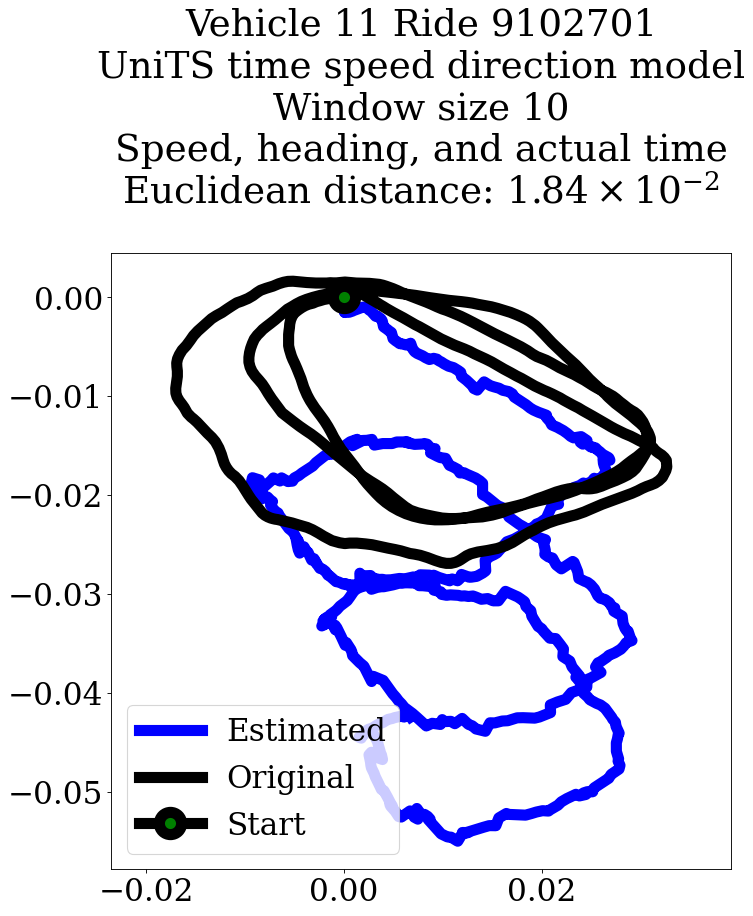 Vehicle 11 Ride 9102701
UniTS time speed direction model
Window size 10
Speed, heading, and actual time
Euclidean distance: 1.84 × 10⁻²
0.00
−0.01
−0.02
−0.03
−0.04
−0.05
Estimated
Original
Start
−0.02 0.00 0.02